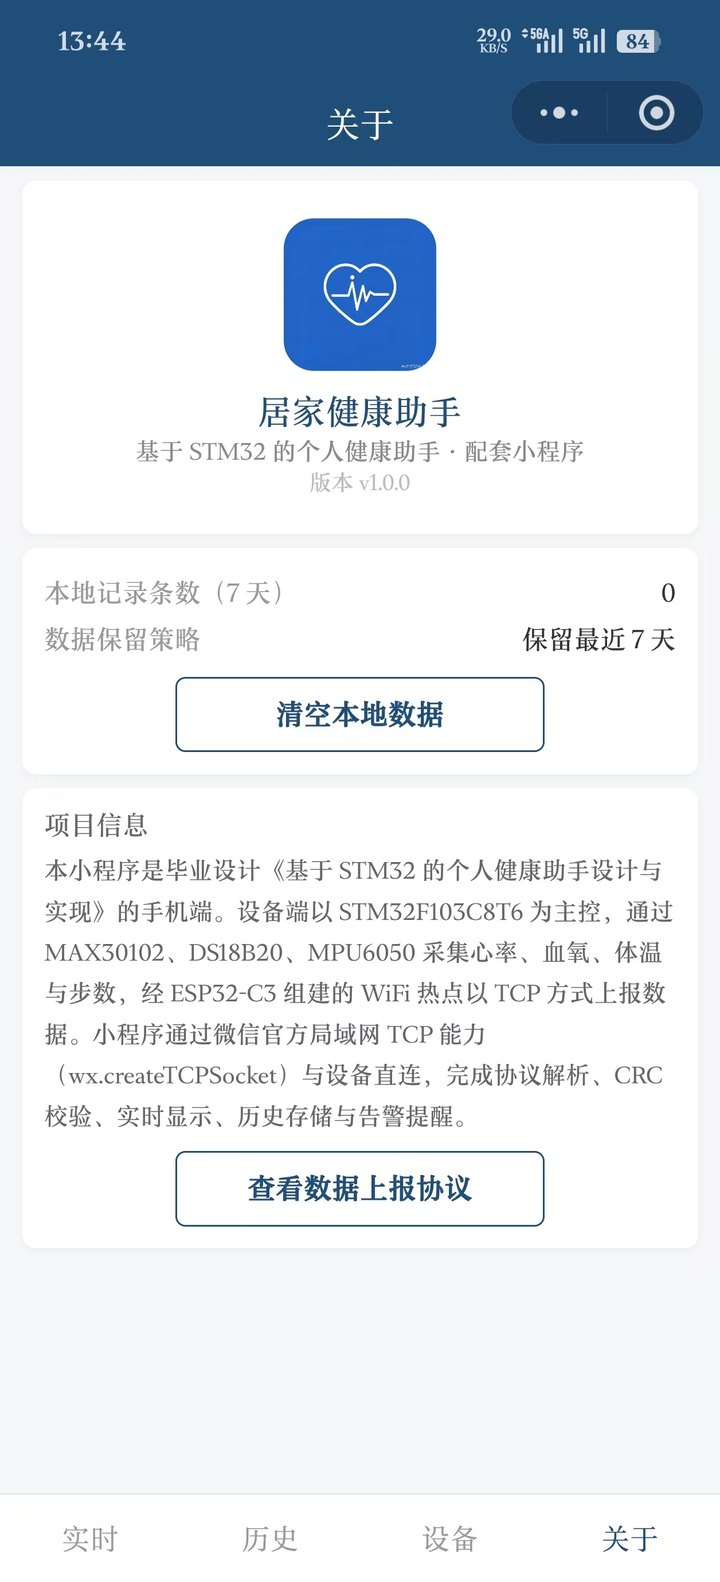 13:44
29.0 KB/S 5GA 5G 84
关于
居家健康助手
基于 STM32 的个人健康助手 · 配套小程序
版本 v1.0.0
本地记录条数（7 天） 0
数据保留策略 保留最近 7 天
清空本地数据
项目信息
本小程序是毕业设计《基于 STM32 的个人健康助手设计与
实现》的手机端。设备端以 STM32F103C8T6 为主控，通过
MAX30102、DS18B20、MPU6050 采集心率、血氧、体温
与步数，经 ESP32-C3 组建的 WiFi 热点以 TCP 方式上报数
据。小程序通过微信官方局域网 TCP 能力
（wx.createTCPSocket）与设备直连，完成协议解析、CRC
校验、实时显示、历史存储与告警提醒。
查看数据上报协议
实时 历史 设备 关于